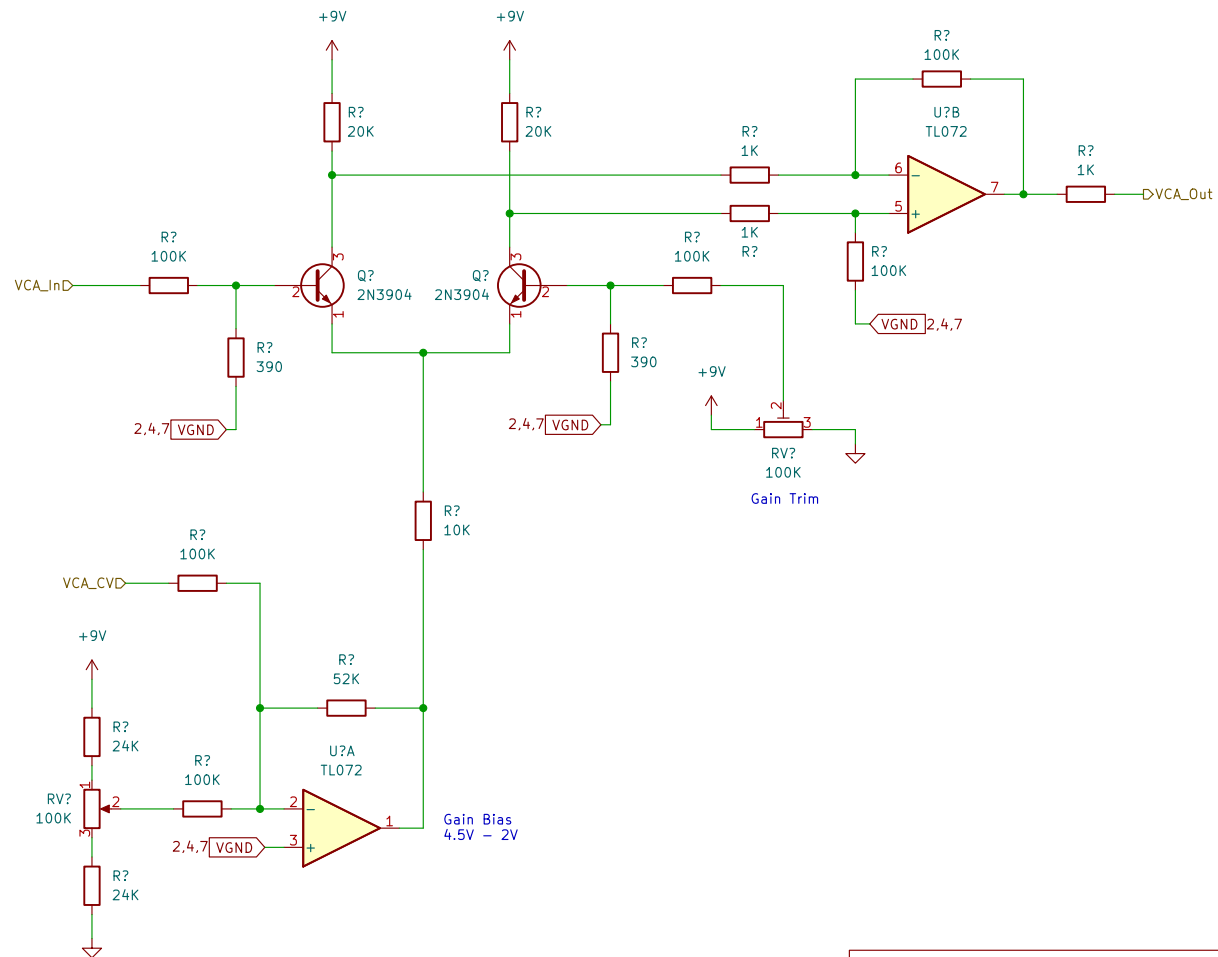 +9V
+9V
R?
100K
R?
20K
R?
20K
U?B
TL072
R?
1K
R?
1K
6
−
7
VCA_Out
5
+
1K
R?
R?
100K
R?
100K
3
3
VCA_In
2
Q?
2N3904
Q?
2N3904
2
1
1
VGND
2,4,7
R?
390
R?
390
+9V
2
1
3
2,4,7
VGND
2,4,7
VGND
RV?
100K
Gain Trim
R?
10K
R?
100K
VCA_CV
+9V
R?
52K
R?
24K
U?A
TL072
R?
100K
1
RV?
100K
2
3
2
−
1
3
+
2,4,7
VGND
Gain Bias
4.5V − 2V
R?
24K